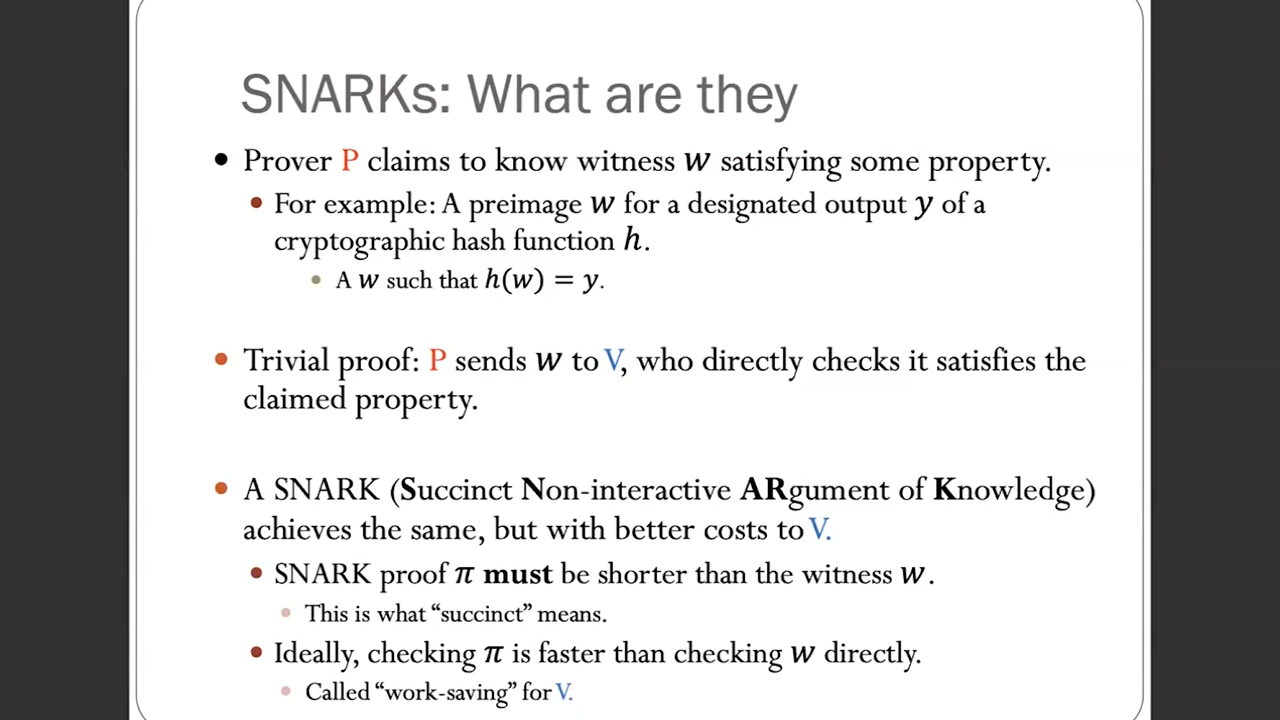 SNARKs: What are they
• Prover P claims to know witness w satisfying some property.
• For example: A preimage w for a designated output y of a
cryptographic hash function h.
• A w such that h(w) = y.
• Trivial proof: P sends w to V, who directly checks it satisfies the
claimed property.
• A SNARK (Succinct Non-interactive ARgument of Knowledge)
achieves the same, but with better costs to V.
• SNARK proof π must be shorter than the witness w.
• This is what “succinct” means.
• Ideally, checking π is faster than checking w directly.
• Called “work-saving” for V.